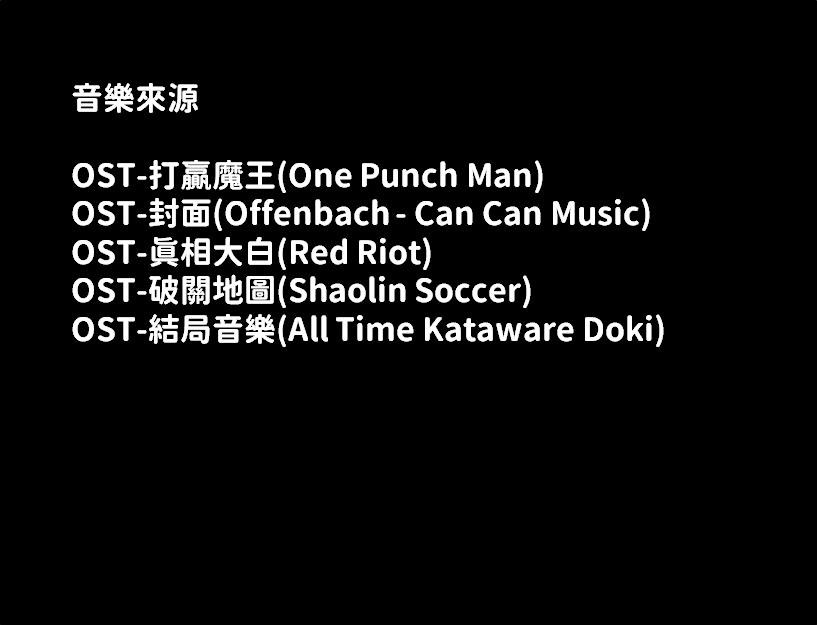 音樂來源
OST-打贏魔王(One Punch Man)
OST-封面(Offenbach - Can Can Music)
OST-眞相大白(Red Riot)
OST-破關地圖(Shaolin Soccer)
OST-結局音樂(All Time Kataware Doki)